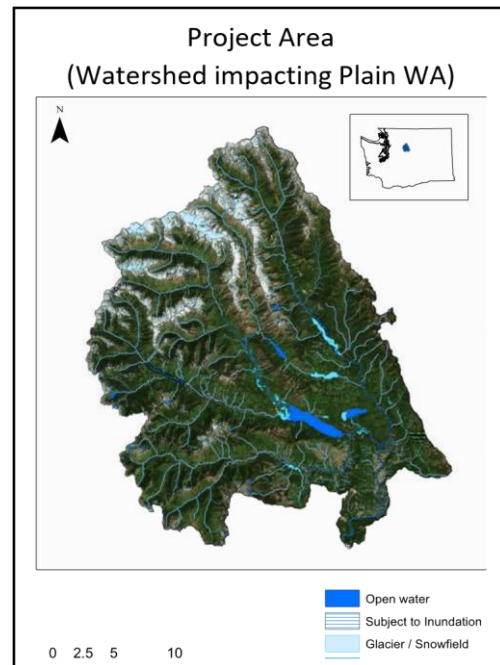 Project Area
(Watershed impacting Plain WA)
N
Open water
Subject to Inundation
Glacier / Snowfield
0 2.5 5 10